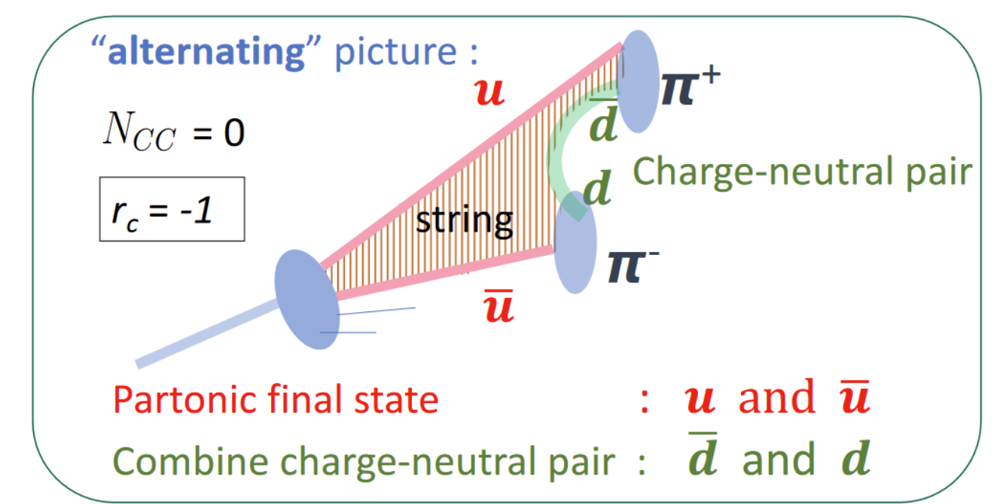 “alternating” picture :
u
π⁺
N_CC = 0
d̅
Charge-neutral pair
d
r_c = -1
string
π⁻
u̅
Partonic final state : u and u̅
Combine charge-neutral pair : d̅ and d